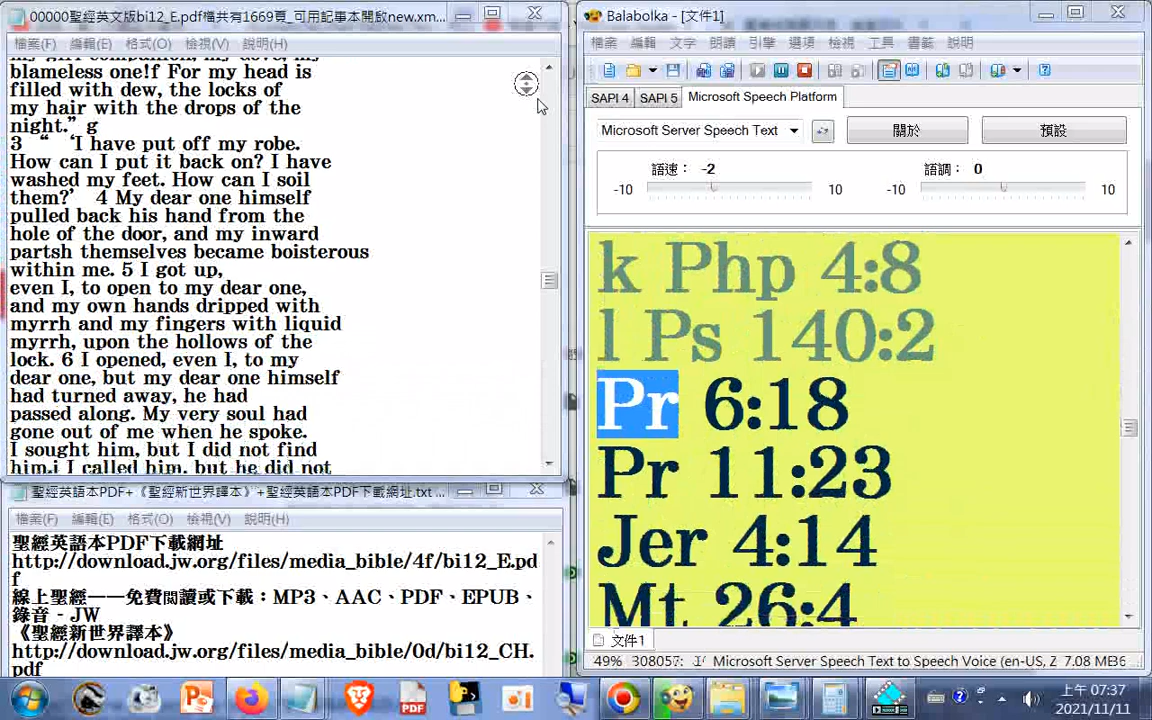 00000聖經英文版bi12_E.pdf檔共有1669頁_可用記事本開啟new.xm...
檔案(F) 編輯(E) 格式(O) 檢視(V) 說明(H)
blameless one!f For my head is
filled with dew, the locks of
my hair with the drops of the
night.” g
3 “ ‘I have put off my robe.
How can I put it back on? I have
washed my feet. How can I soil
them?’ 4 My dear one himself
pulled back his hand from the
hole of the door, and my inward
partsh themselves became boisterous
within me. 5 I got up,
even I, to open to my dear one,
and my own hands dripped with
myrrh and my fingers with liquid
myrrh, upon the hollows of the
lock. 6 I opened, even I, to my
dear one, but my dear one himself
had turned away, he had
passed along. My very soul had
gone out of me when he spoke.
I sought him, but I did not find
him.i I called him, but he did not
聖經英語本PDF+《聖經新世界譯本》+聖經英語本PDF下載網址.txt ...
檔案(F) 編輯(E) 格式(O) 檢視(V) 說明(H)
聖經英語本PDF下載網址
http://download.jw.org/files/media_bible/4f/bi12_E.pd
f
線上聖經——免費閱讀或下載：MP3、AAC、PDF、EPUB、
錄音 - JW
《聖經新世界譯本》
http://download.jw.org/files/media_bible/0d/bi12_CH.
pdf
Balabolka - [文件1]
檔案 編輯 文字 朗讀 引擎 選項 檢視 工具 書籤 說明
SAPI 4 SAPI 5 Microsoft Speech Platform
Microsoft Server Speech Text 關於 預設
語速： -2 語調： 0
-10 10 -10 10
k Php 4:8
l Ps 140:2
Pr 6:18
Pr 11:23
Jer 4:14
Mt 26:4
文件1
49% 308057: Microsoft Server Speech Text to Speech Voice (en-US, Z 7.08 MB
PDF
上午 07:37
2021/11/11